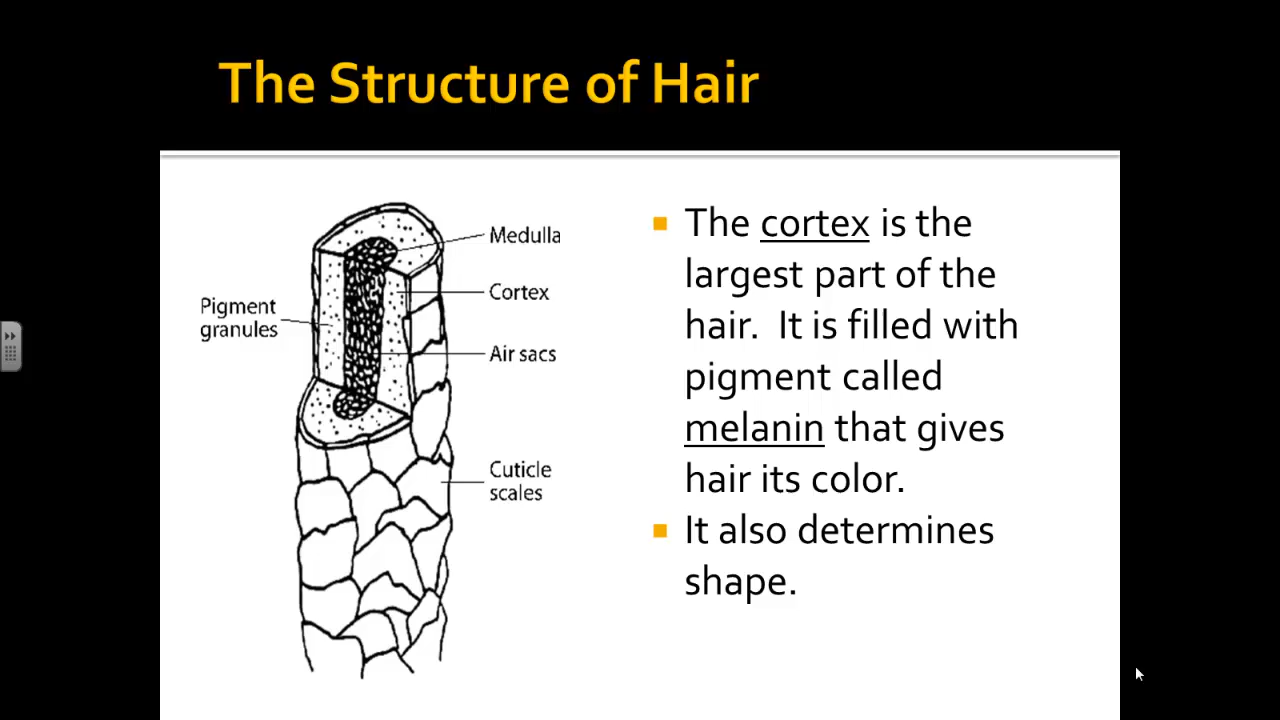 The Structure of Hair
Medulla
Cortex
Pigment
granules
Air sacs
Cuticle
scales
The cortex is the
largest part of the
hair. It is filled with
pigment called
melanin that gives
hair its color.
It also determines
shape.